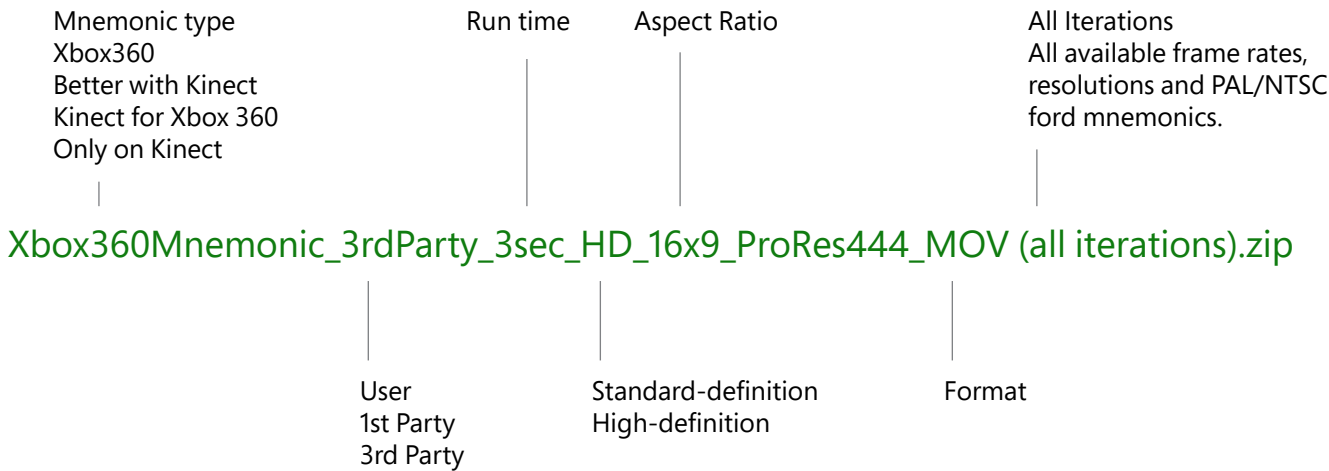 Mnemonic type
Xbox360
Better with Kinect
Kinect for Xbox 360
Only on Kinect
Run time
Aspect Ratio
All Iterations
All available frame rates,
resolutions and PAL/NTSC
ford mnemonics.
Xbox360Mnemonic_3rdParty_3sec_HD_16x9_ProRes444_MOV (all iterations).zip
User
1st Party
3rd Party
Standard-definition
High-definition
Format